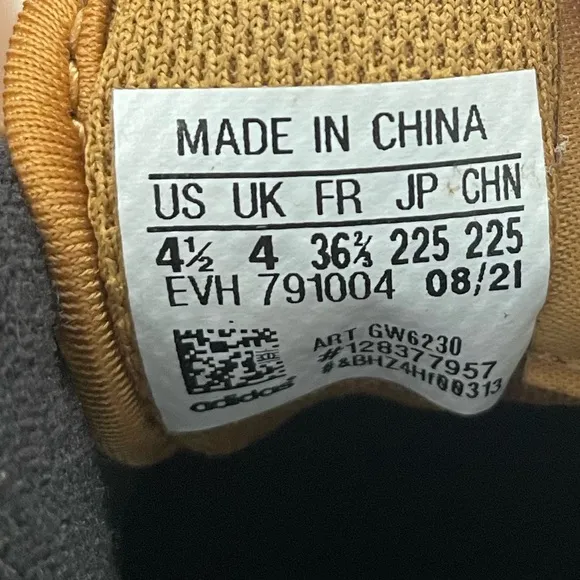 MADE IN CHINA
US UK FR JP CHN
4½ 4 36⅔ 225 225
EVH 791004 08/21
ART GW6230
#128377957
#&BHZ4Hf00313
adidas